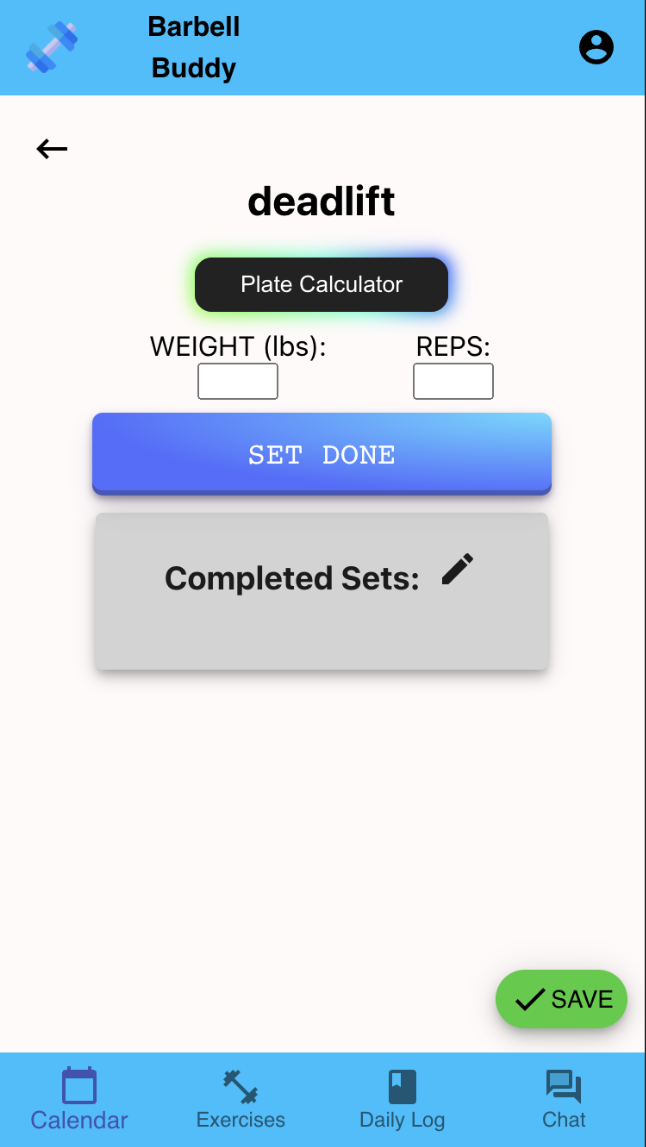 Barbell
Buddy
deadlift
Plate Calculator
WEIGHT (lbs): REPS:
SET DONE
Completed Sets:
SAVE
Calendar Exercises Daily Log Chat